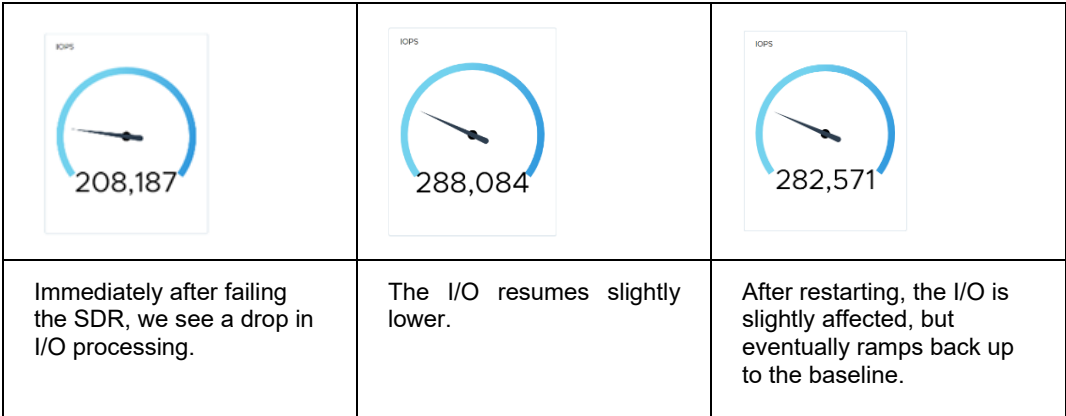 IOPS
208,187
IOPS
288,084
IOPS
282,571
Immediately after failing
the SDR, we see a drop in
I/O processing.
The I/O resumes slightly
lower.
After restarting, the I/O is
slightly affected, but
eventually ramps back up
to the baseline.